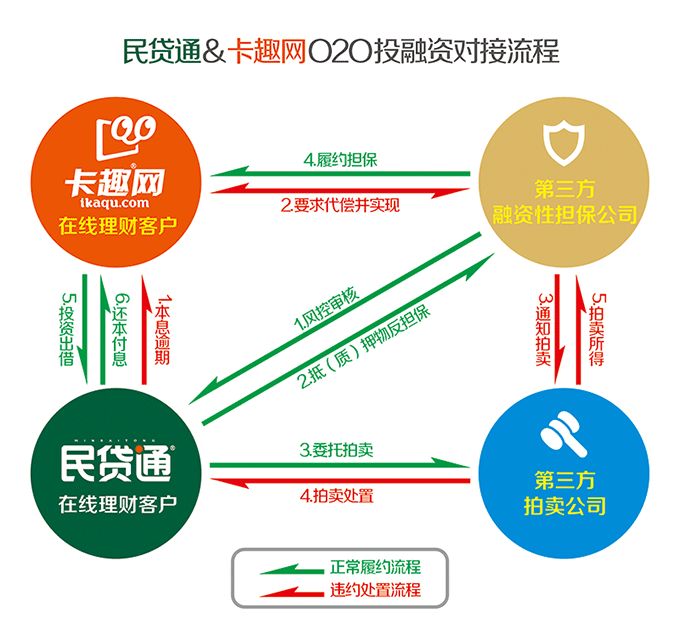 民贷通&卡趣网O2O投融资对接流程
卡趣网®
ikaqu.com
在线理财客户
4.履约担保
2.要求代偿并实现
第三方
融资性担保公司
5.投资出借
6.还本付息
1.本息逾期
1.风控审核
2.抵（质）押物反担保
3.通知拍卖
5.拍卖所得
MINDAITONG
民贷通®
在线理财客户
3.委托拍卖
4.拍卖处置
第三方
拍卖公司
正常履约流程
违约处置流程